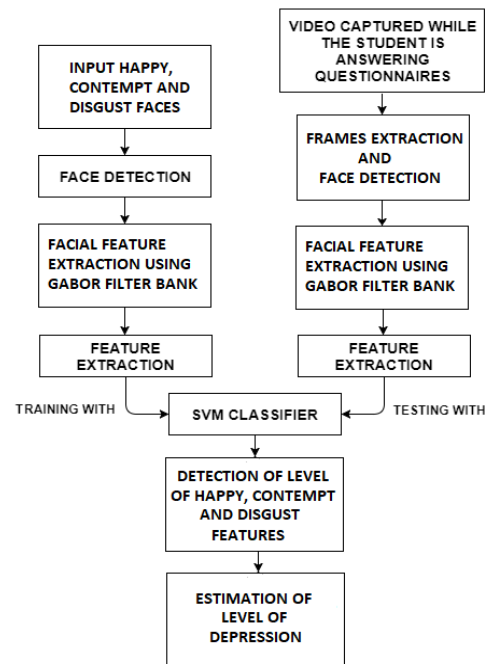 INPUT HAPPY,
CONTEMPT AND
DISGUST FACES
FACE DETECTION
FACIAL FEATURE
EXTRACTION USING
GABOR FILTER BANK
FEATURE
EXTRACTION
TRAINING WITH
VIDEO CAPTURED WHILE
THE STUDENT IS
ANSWERING
QUESTIONNAIRES
FRAMES EXTRACTION
AND
FACE DETECTION
FACIAL FEATURE
EXTRACTION USING
GABOR FILTER BANK
FEATURE
EXTRACTION
TESTING WITH
SVM CLASSIFIER
DETECTION OF LEVEL
OF HAPPY, CONTEMPT
AND DISGUST
FEATURES
ESTIMATION OF
LEVEL OF
DEPRESSION